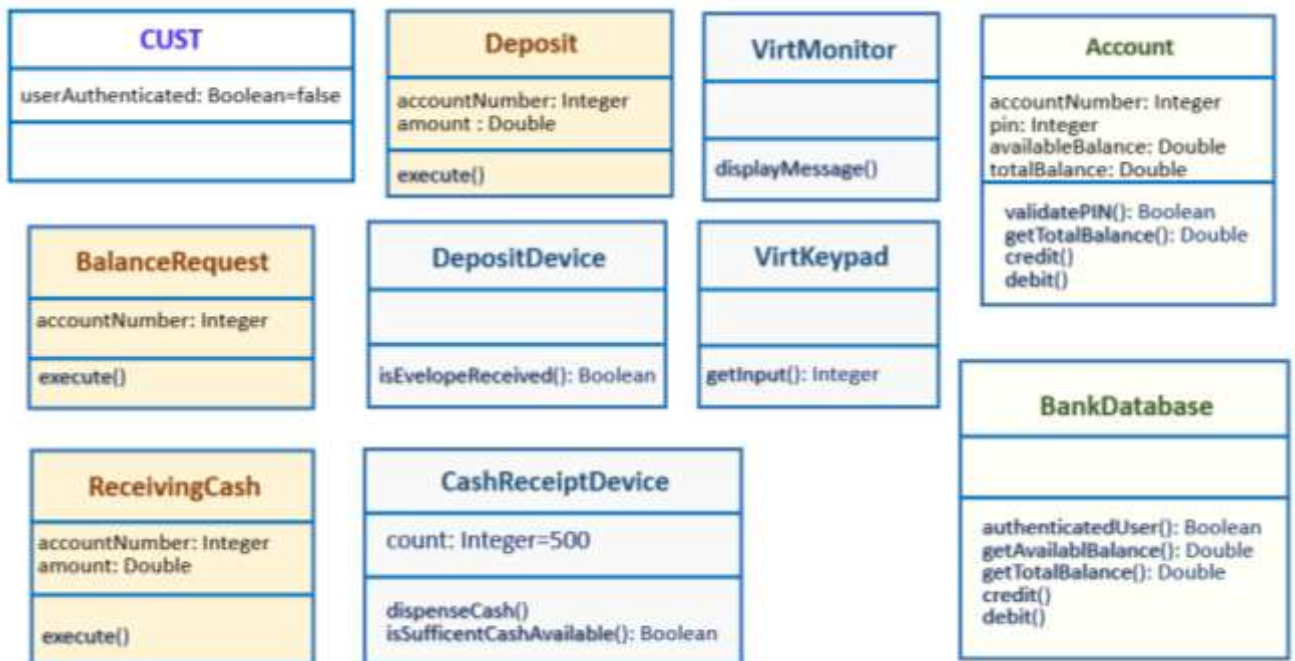 CUST
userAuthenticated: Boolean=false
Deposit
accountNumber: Integer
amount : Double
execute()
VirtMonitor
displayMessage()
Account
accountNumber: Integer
pin: Integer
availableBalance: Double
totalBalance: Double
validatePIN(): Boolean
getTotalBalance(): Double
credit()
debit()
BalanceRequest
accountNumber: Integer
execute()
DepositDevice
isEvelopeReceived(): Boolean
VirtKeypad
getInput(): Integer
BankDatabase
authenticatedUser(): Boolean
getAvailablBalance(): Double
getTotalBalance(): Double
credit()
debit()
ReceivingCash
accountNumber: Integer
amount: Double
execute()
CashReceiptDevice
count: Integer=500
dispenseCash()
isSufficentCashAvailable(): Boolean